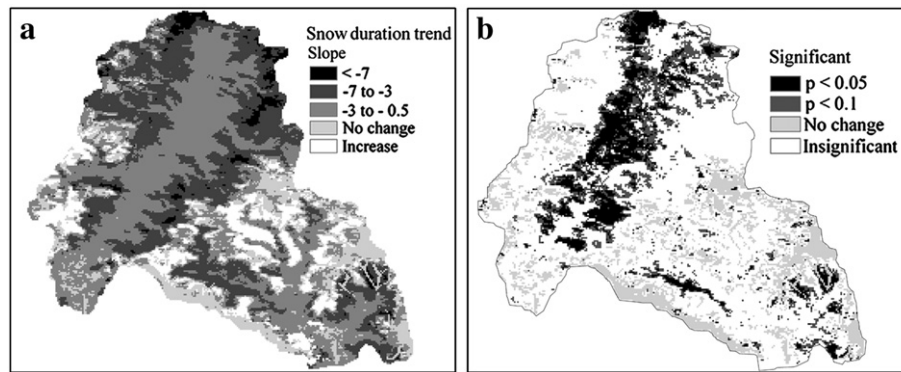 a
Snow duration trend
Slope
< -7
-7 to -3
-3 to - 0.5
No change
Increase
b
Significant
p < 0.05
p < 0.1
No change
Insignificant